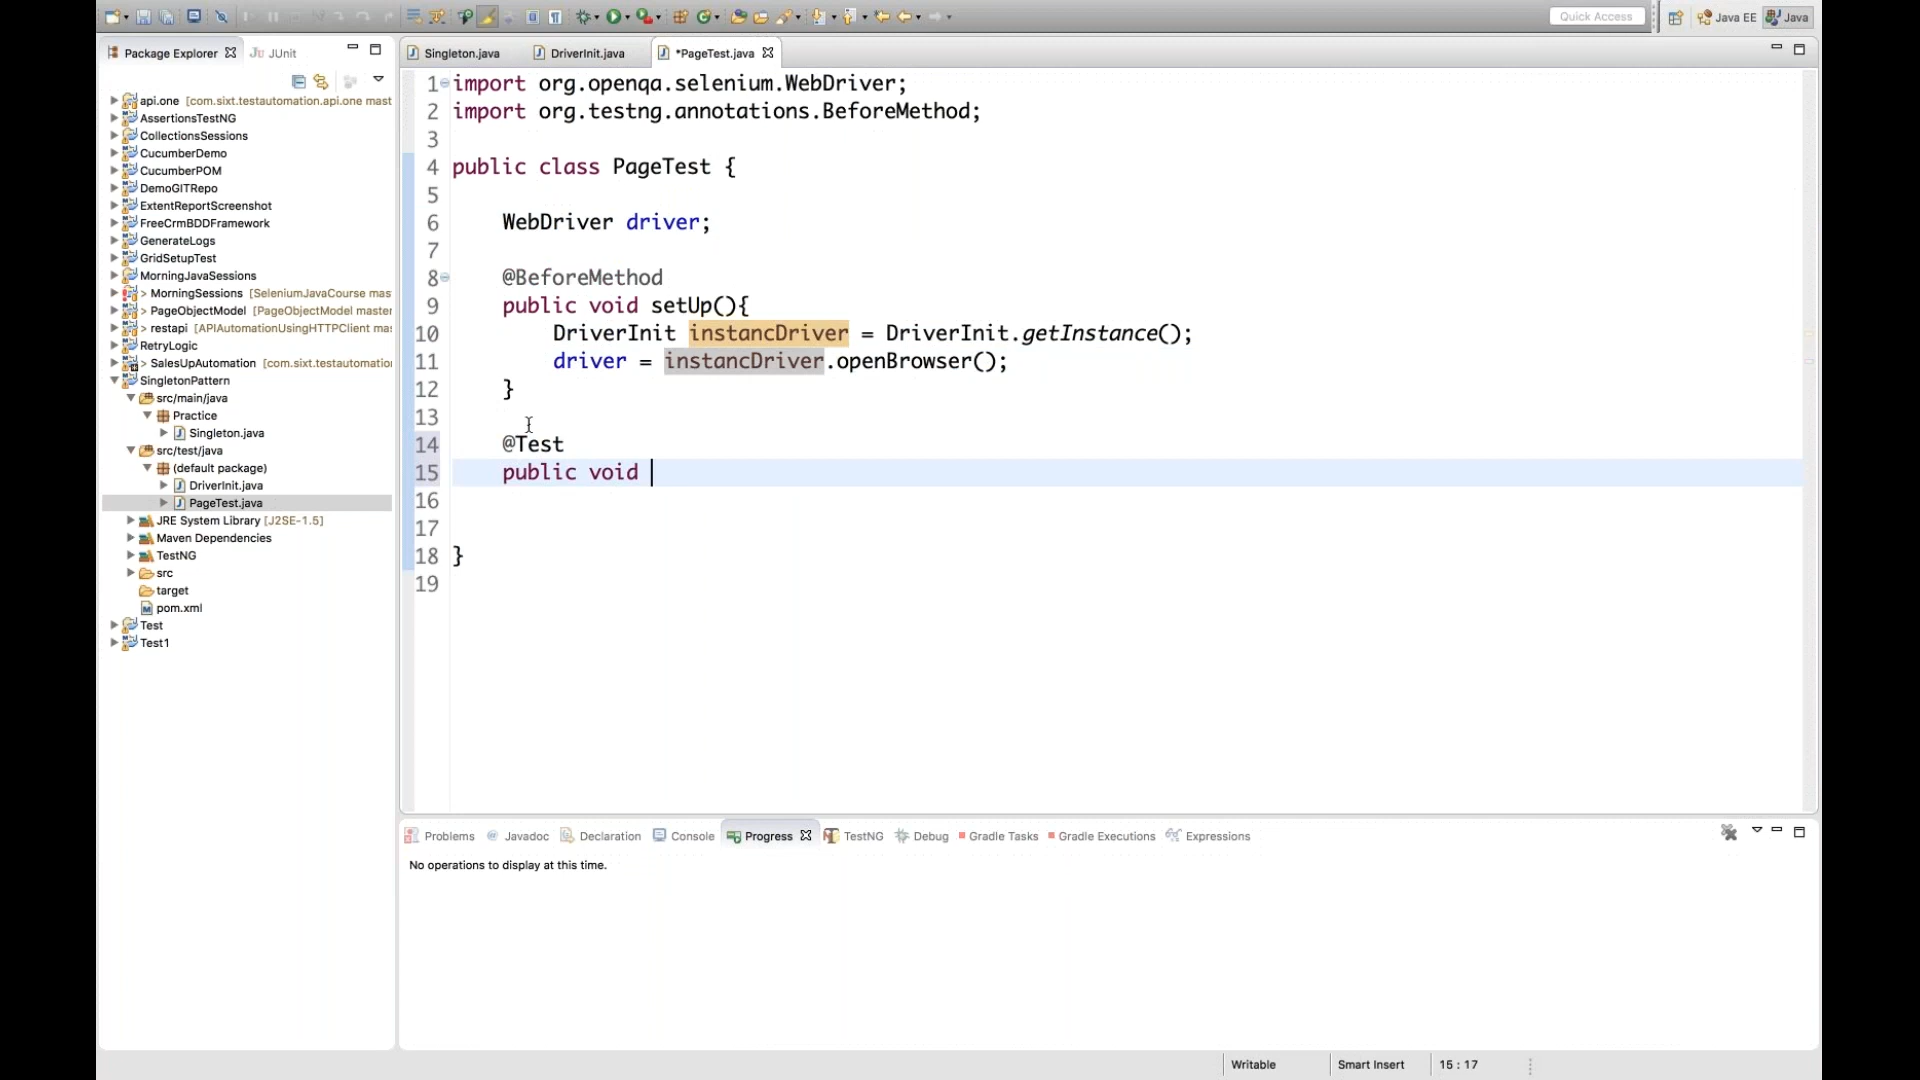 Quick Access
Java EE
Java
Package Explorer
JUnit
Singleton.java
DriverInit.java
*PageTest.java
api.one [com.sixt.testautomation.api.one mast
AssertionsTestNG
CollectionsSessions
CucumberDemo
CucumberPOM
DemoGITRepo
ExtentReportScreenshot
FreeCrmBDDFramework
GenerateLogs
GridSetupTest
MorningJavaSessions
> MorningSessions [SeleniumJavaCourse mas
> PageObjectModel [PageObjectModel master
> restapi [APIAutomationUsingHTTPClient mas
RetryLogic
> SalesUpAutomation [com.sixt.testautomatio
SingletonPattern
src/main/java
Practice
Singleton.java
src/test/java
(default package)
DriverInit.java
PageTest.java
JRE System Library [J2SE-1.5]
Maven Dependencies
TestNG
src
target
pom.xml
Test
Test1
1 import org.openqa.selenium.WebDriver;
2 import org.testng.annotations.BeforeMethod;
3
4 public class PageTest {
5
6 WebDriver driver;
7
8 @BeforeMethod
9 public void setUp(){
10 DriverInit instancDriver = DriverInit.getInstance();
11 driver = instancDriver.openBrowser();
12 }
13
14 @Test
15 public void
16
17
18 }
19
Problems
Javadoc
Declaration
Console
Progress
TestNG
Debug
Gradle Tasks
Gradle Executions
Expressions
No operations to display at this time.
Writable
Smart Insert
15 : 17